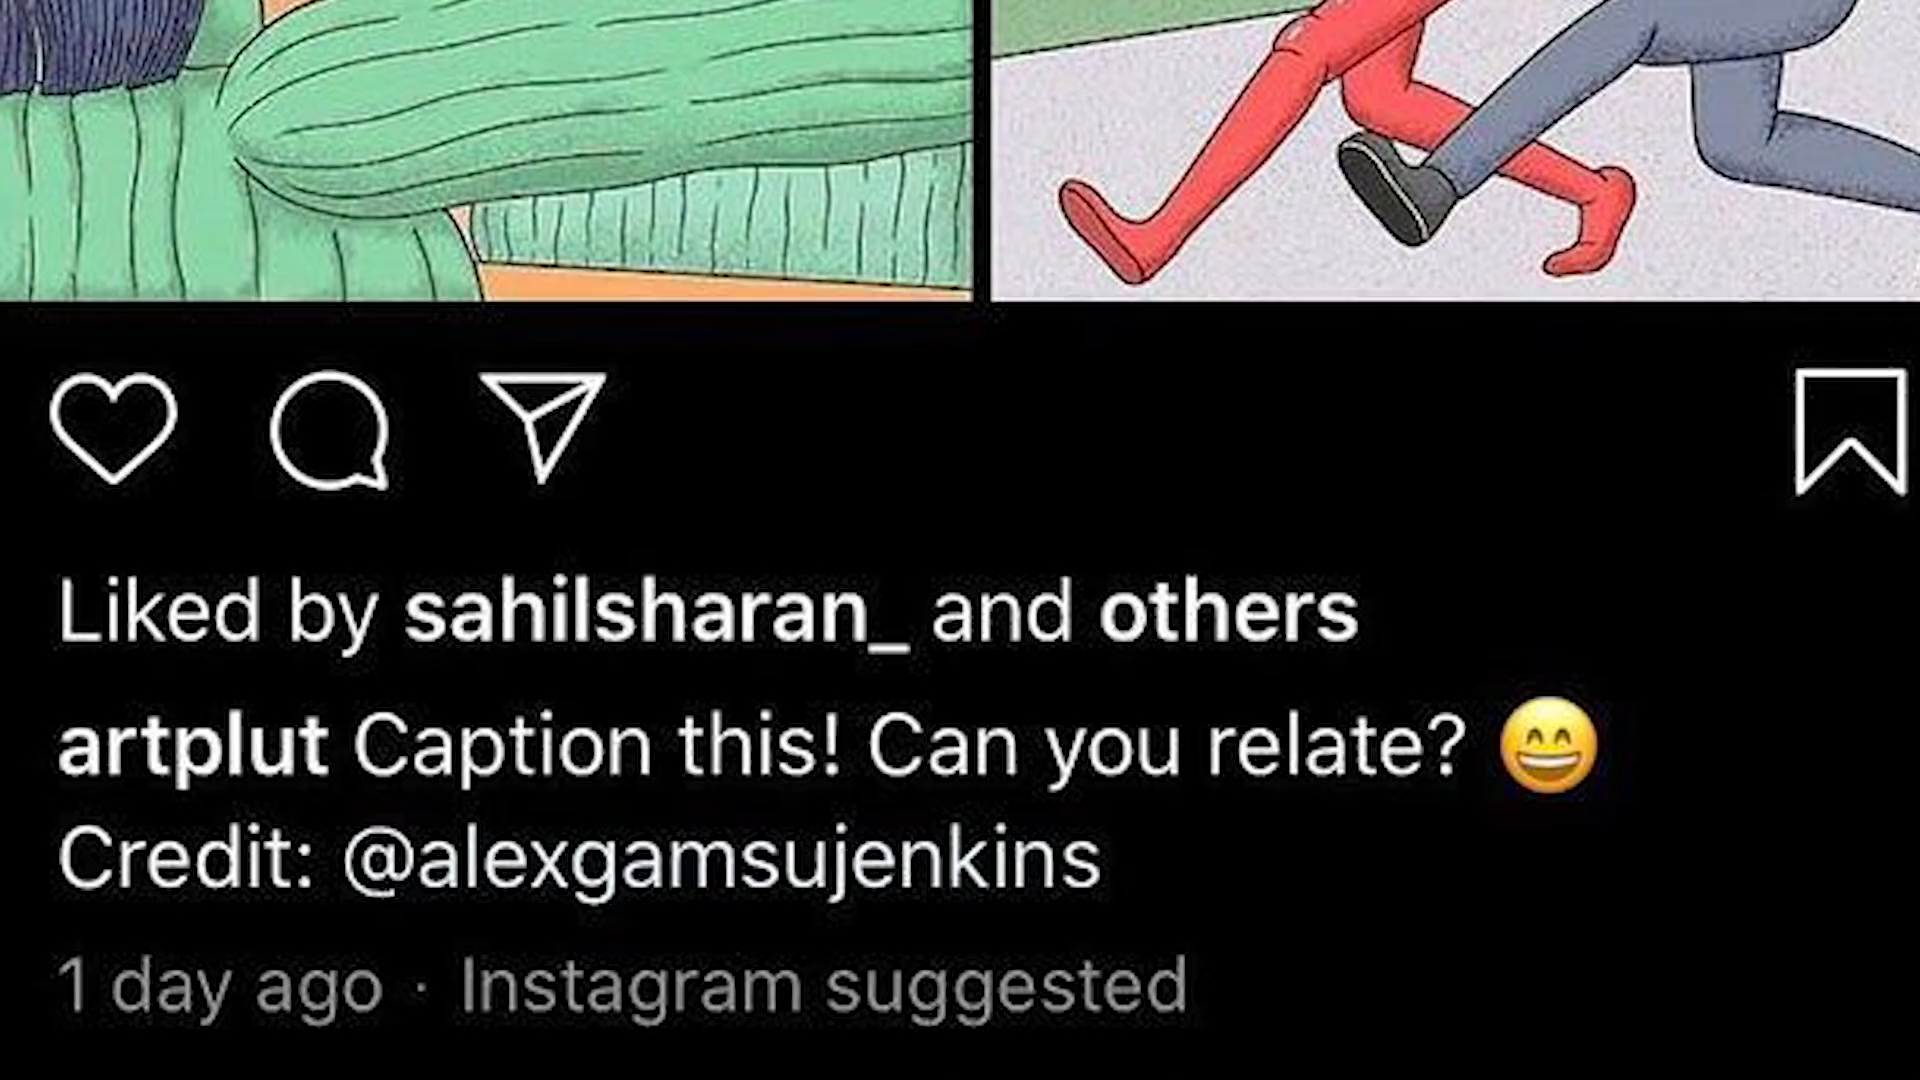 Liked by sahilsharan_ and others
artplut Caption this! Can you relate? 😄
Credit: @alexgamsujenkins
1 day ago · Instagram suggested